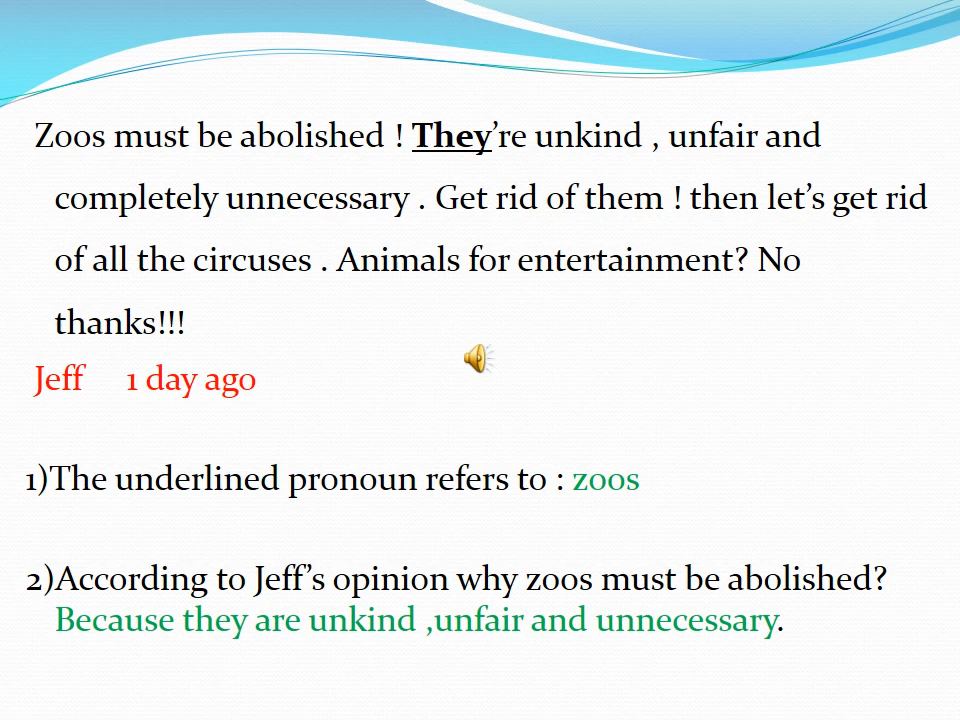 Zoos must be abolished ! They’re unkind , unfair and
completely unnecessary . Get rid of them ! then let’s get rid
of all the circuses . Animals for entertainment? No
thanks!!!
Jeff 1 day ago
1)The underlined pronoun refers to : zoos
2)According to Jeff’s opinion why zoos must be abolished?
Because they are unkind ,unfair and unnecessary.